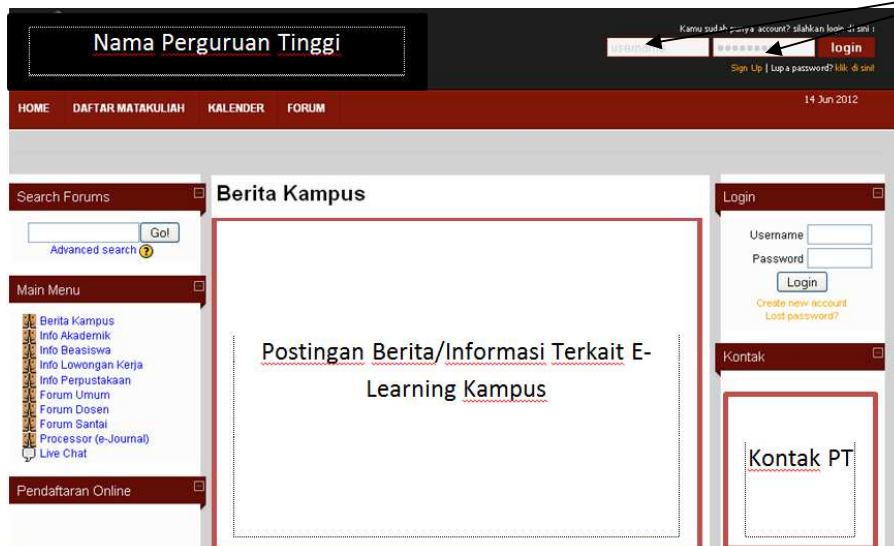 Nama Perguruan Tinggi
Kamu sudah punya account? silahkan login di sini :
username
login
Sign Up | Lupa password? klik di sini!
HOME DAFTAR MATAKULIAH KALENDER FORUM
14 Jun 2012
Search Forums
Go!
Advanced search ?
Main Menu
Berita Kampus
Info Akademik
Info Beasiswa
Info Lowongan Kerja
Info Perpustakaan
Forum Umum
Forum Dosen
Forum Santai
Processor (e-Journal)
Live Chat
Pendaftaran Online
Berita Kampus
Postingan Berita/Informasi Terkait E-
Learning Kampus
Login
Username
Password
Login
Create new account
Lost password?
Kontak
Kontak PT